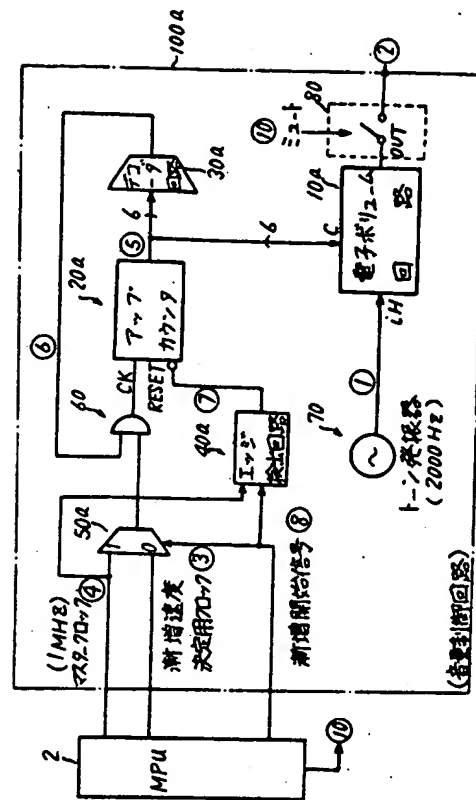 100a
⑥
30a
デコーダ
回路
6
⑤
6
20a
アップ
カウンタ
CK
RESET
60
⑦
40a
エッジ
検出回路
50a
1
0
(1MHz)
マスタークロック④
漸増速度
決定用クロック③
漸増開始信号⑧
2
MPU
⑩
⑩
ミュート
80
②
OUT
10a
C
電子ボリューム
回路
iH
①
70
トーン発振器
(2000Hz)
(音量制御回路)